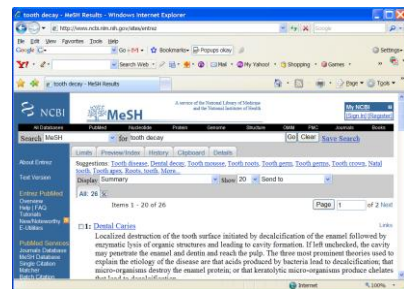 tooth decay - MeSH Results - Windows Internet Explorer
http://www.ncbi.nlm.nih.gov/sites/entrez
File Edit View Favorites Tools Help
Google Go Bookmarks Popups okay Settings
Search Web Mail My Yahoo! Shopping Games
tooth decay - MeSH Results Page Tools
A service of the National Library of Medicine
and the National Institutes of Health
NCBI MeSH My NCBI
[Sign In] [Register]
All Databases PubMed Nucleotide Protein Genome Structure OMIM PMC Journals Books
Search MeSH for tooth decay Go Clear Save Search
Limits Preview/Index History Clipboard Details
About Entrez
Suggestions: Tooth disease, Dental decay, Tooth mousse, Tooth roots, Tooth germ, Tooth germs, Tooth crown, Natal
tooth, Tooth apex, Roots, tooth, More...
Text Version
Display Summary Show 20 Send to
All: 26
Entrez PubMed
Overview
Help | FAQ
Tutorials
New/Noteworthy
E-Utilities
Items 1 - 20 of 26 Page 1 of 2 Next
PubMed Services
Journals Database
MeSH Database
Single Citation
Matcher
Batch Citation
1: Dental Caries Links
Localized destruction of the tooth surface initiated by decalcification of the enamel followed by
enzymatic lysis of organic structures and leading to cavity formation. If left unchecked, the cavity
may penetrate the enamel and dentin and reach the pulp. The three most prominent theories used to
explain the etiology of the disease are that acids produced by bacteria lead to decalcification; that
micro-organisms destroy the enamel protein; or that keratolytic micro-organisms produce chelates
Internet 100%